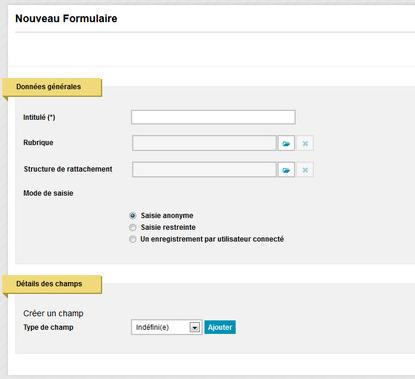 Nouveau Formulaire
Données générales
Intitulé (*)
Rubrique
Structure de rattachement
Mode de saisie
Saisie anonyme
Saisie restreinte
Un enregistrement par utilisateur connecté
Détails des champs
Créer un champ
Type de champ Indéfini(e) Ajouter